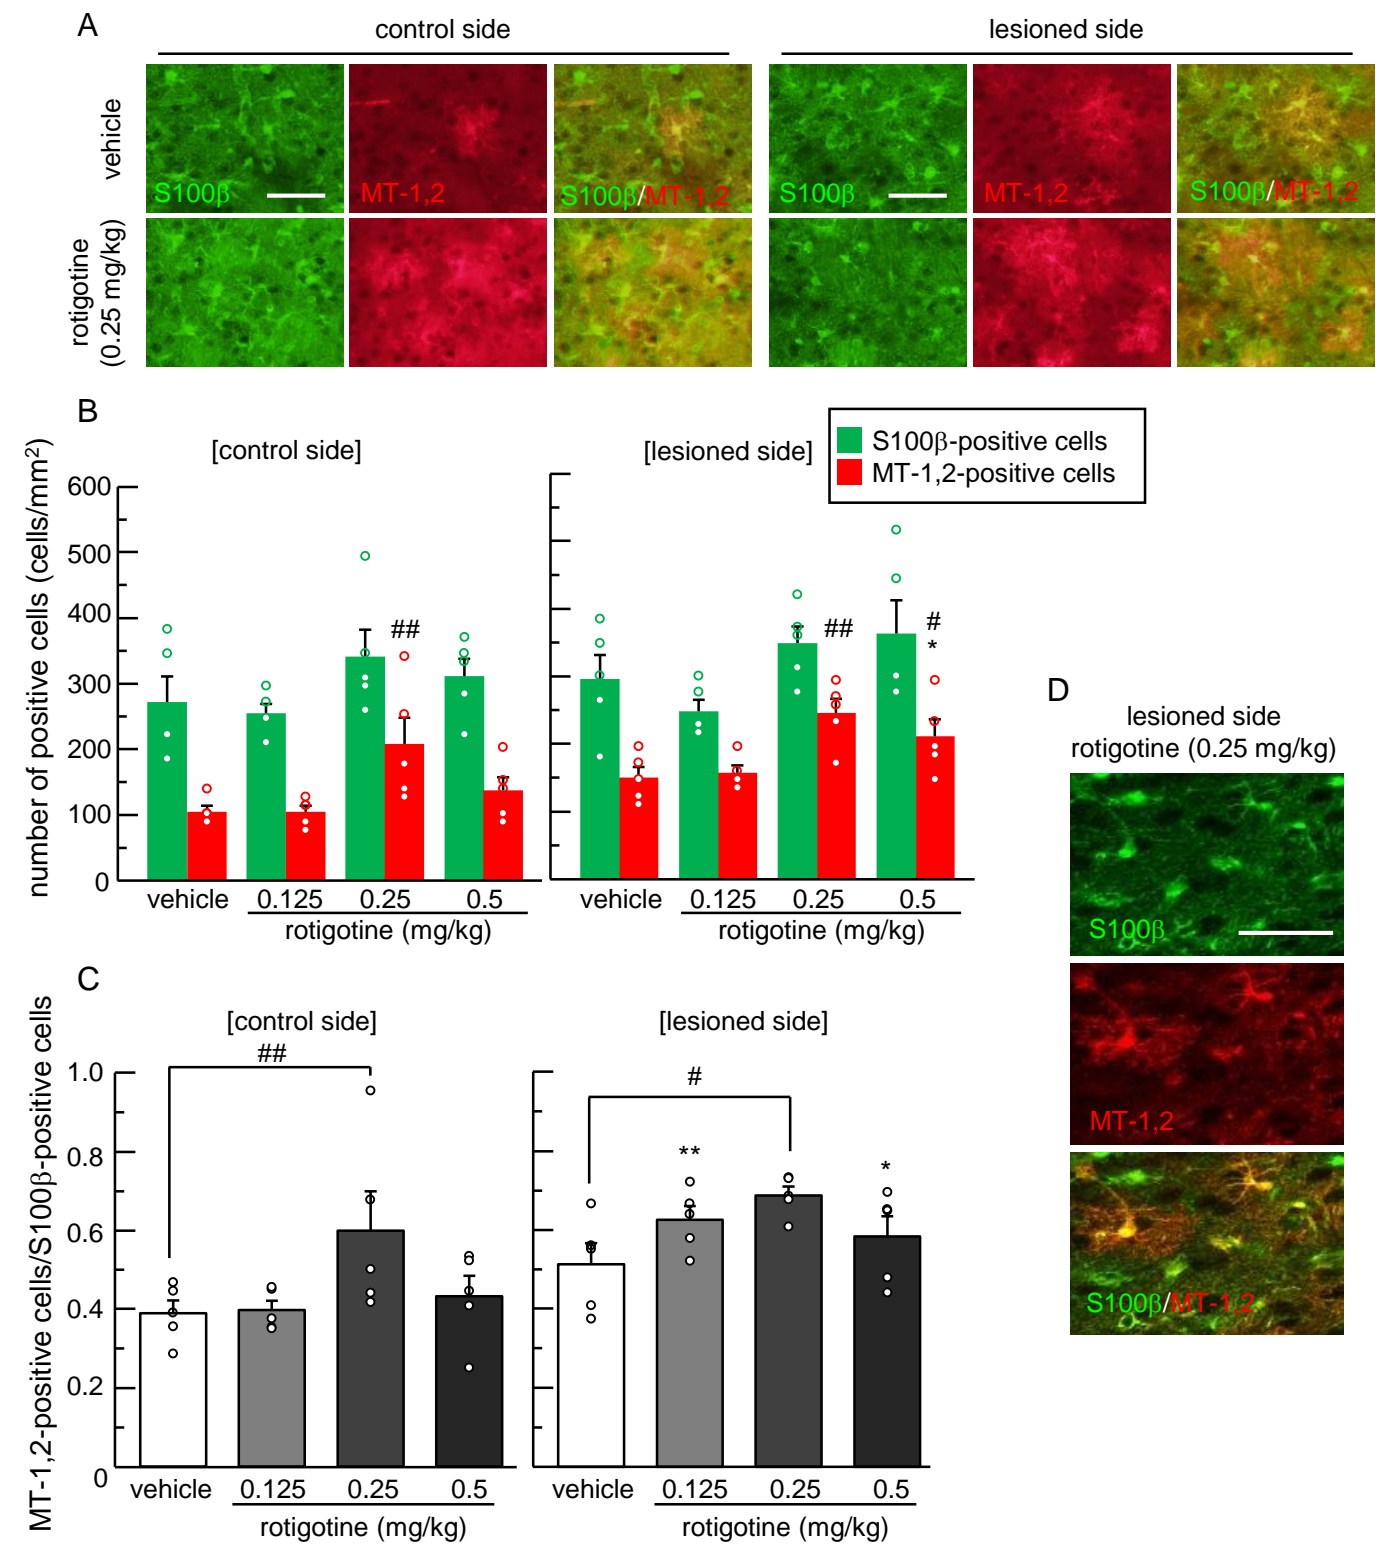 A
control side
lesioned side
vehicle
S100β
MT-1,2
S100β/MT-1,2
S100β
MT-1,2
S100β/MT-1,2
rotigotine
(0.25 mg/kg)
B
[control side]
[lesioned side]
S100β-positive cells
MT-1,2-positive cells
number of positive cells (cells/mm²)
600
500
400
300
200
100
0
##
##
#
*
vehicle
0.125
0.25
0.5
rotigotine (mg/kg)
vehicle
0.125
0.25
0.5
rotigotine (mg/kg)
C
[control side]
[lesioned side]
MT-1,2-positive cells/S100β-positive cells
1.0
0.8
0.6
0.4
0.2
0
##
#
**
*
vehicle
0.125
0.25
0.5
rotigotine (mg/kg)
vehicle
0.125
0.25
0.5
rotigotine (mg/kg)
D
lesioned side
rotigotine (0.25 mg/kg)
S100β
MT-1,2
S100β/MT-1,2